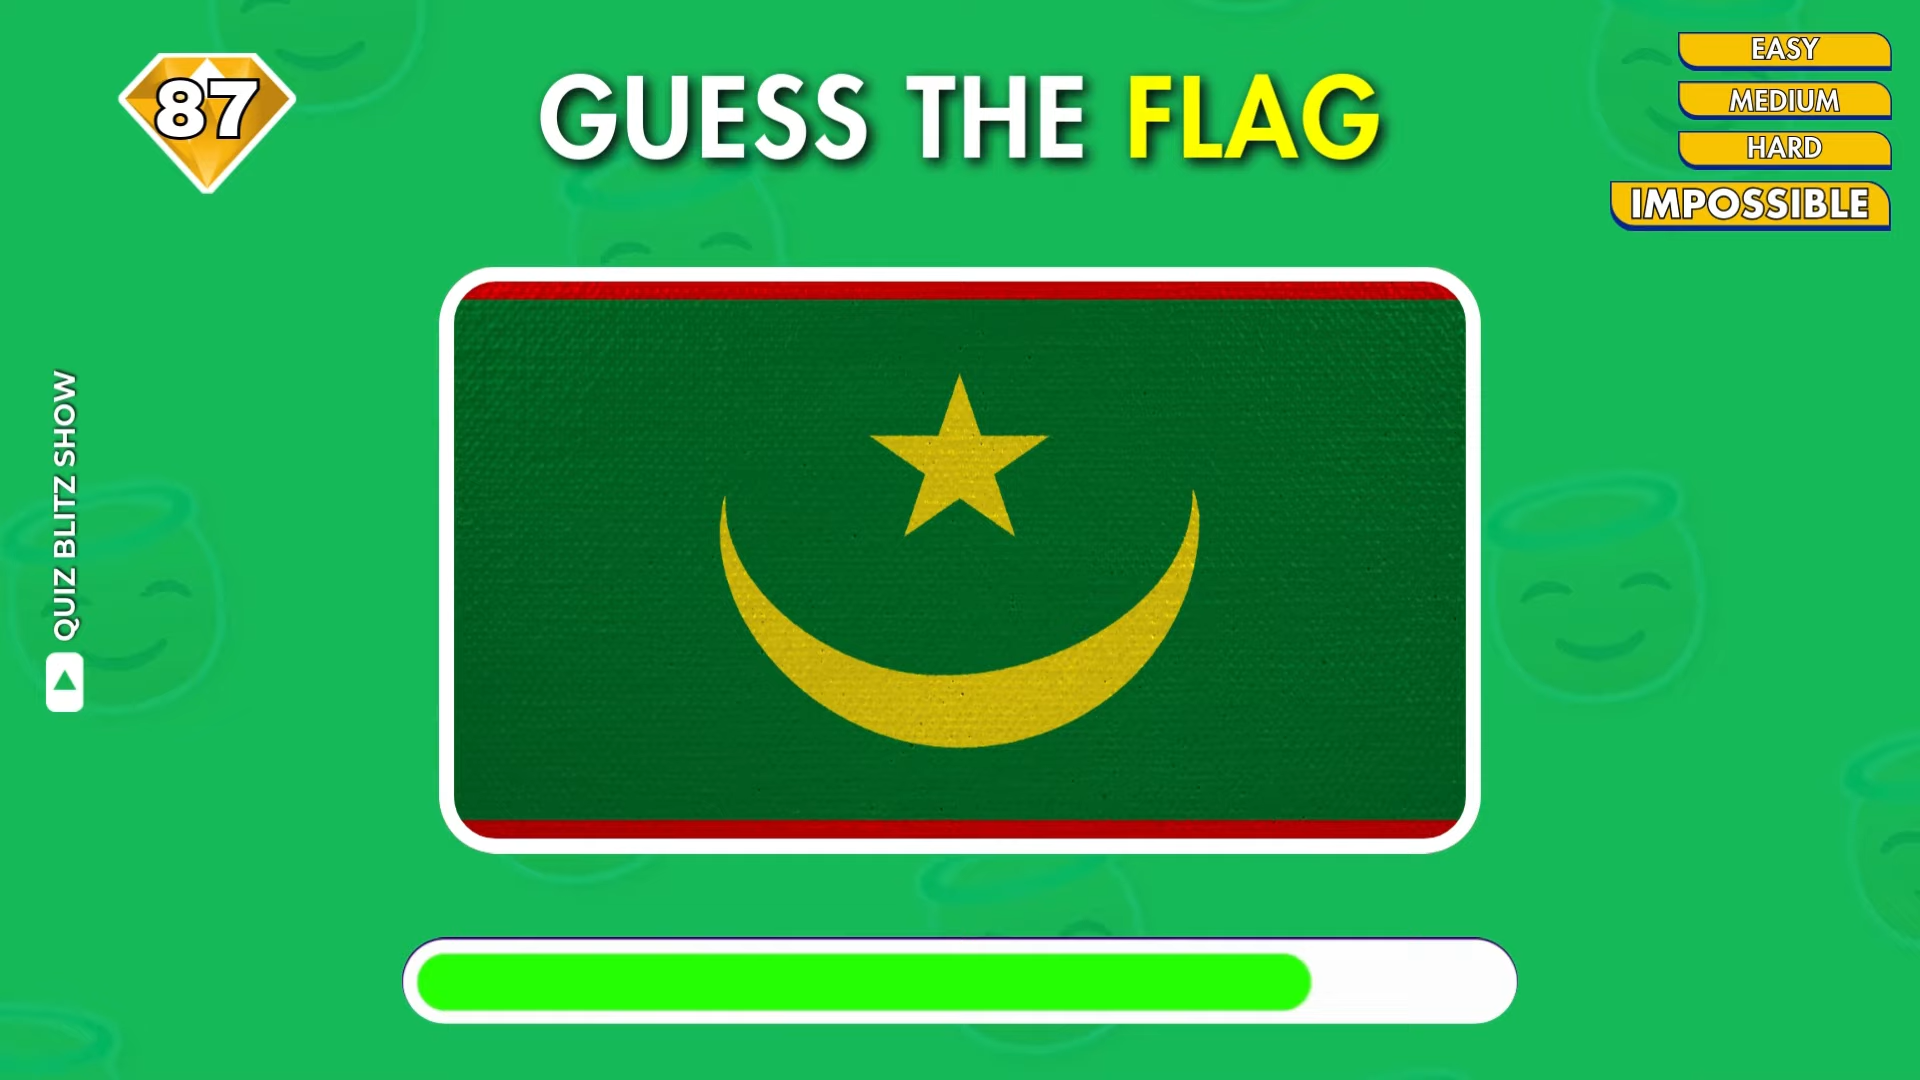 87
GUESS THE FLAG
EASY
MEDIUM
HARD
IMPOSSIBLE
QUIZ BLITZ SHOW